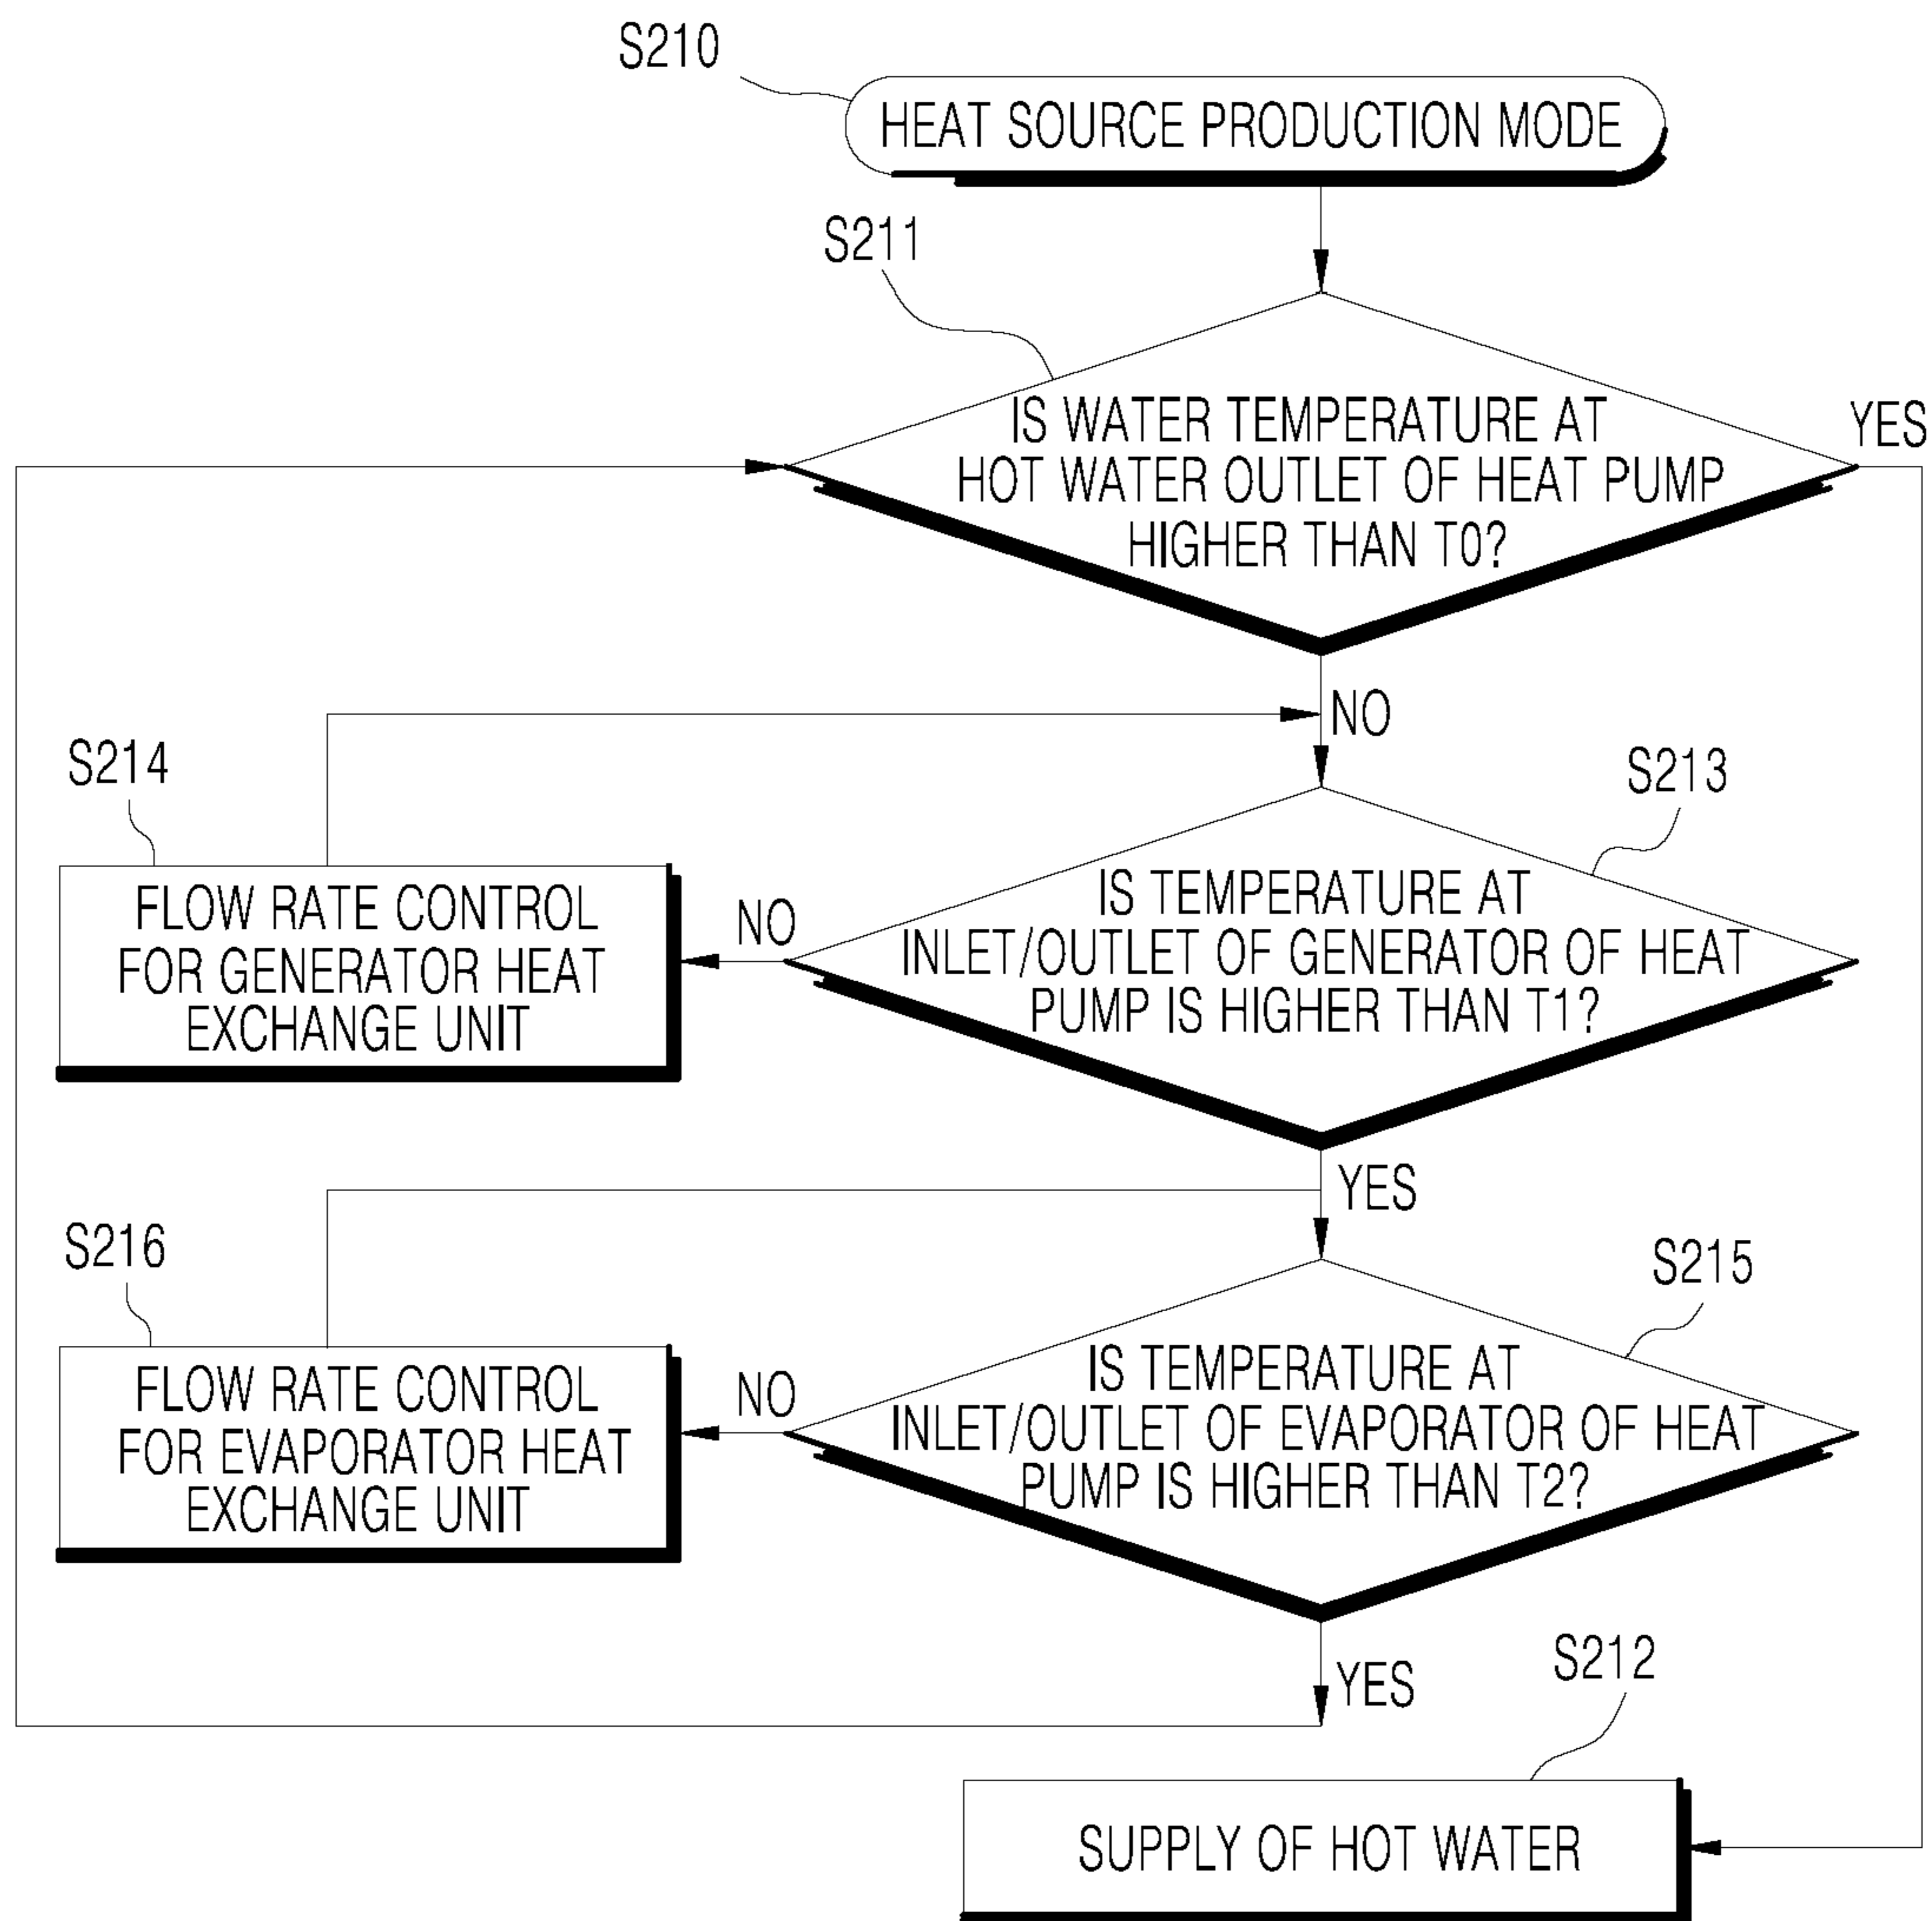 S210
HEAT SOURCE PRODUCTION MODE
S211
IS WATER TEMPERATURE AT
HOT WATER OUTLET OF HEAT PUMP
HIGHER THAN T0?
YES
NO
S214
S213
FLOW RATE CONTROL
FOR GENERATOR HEAT
EXCHANGE UNIT
NO
IS TEMPERATURE AT
INLET/OUTLET OF GENERATOR OF HEAT
PUMP IS HIGHER THAN T1?
YES
S216
S215
FLOW RATE CONTROL
FOR EVAPORATOR HEAT
EXCHANGE UNIT
NO
IS TEMPERATURE AT
INLET/OUTLET OF EVAPORATOR OF HEAT
PUMP IS HIGHER THAN T2?
YES
S212
SUPPLY OF HOT WATER